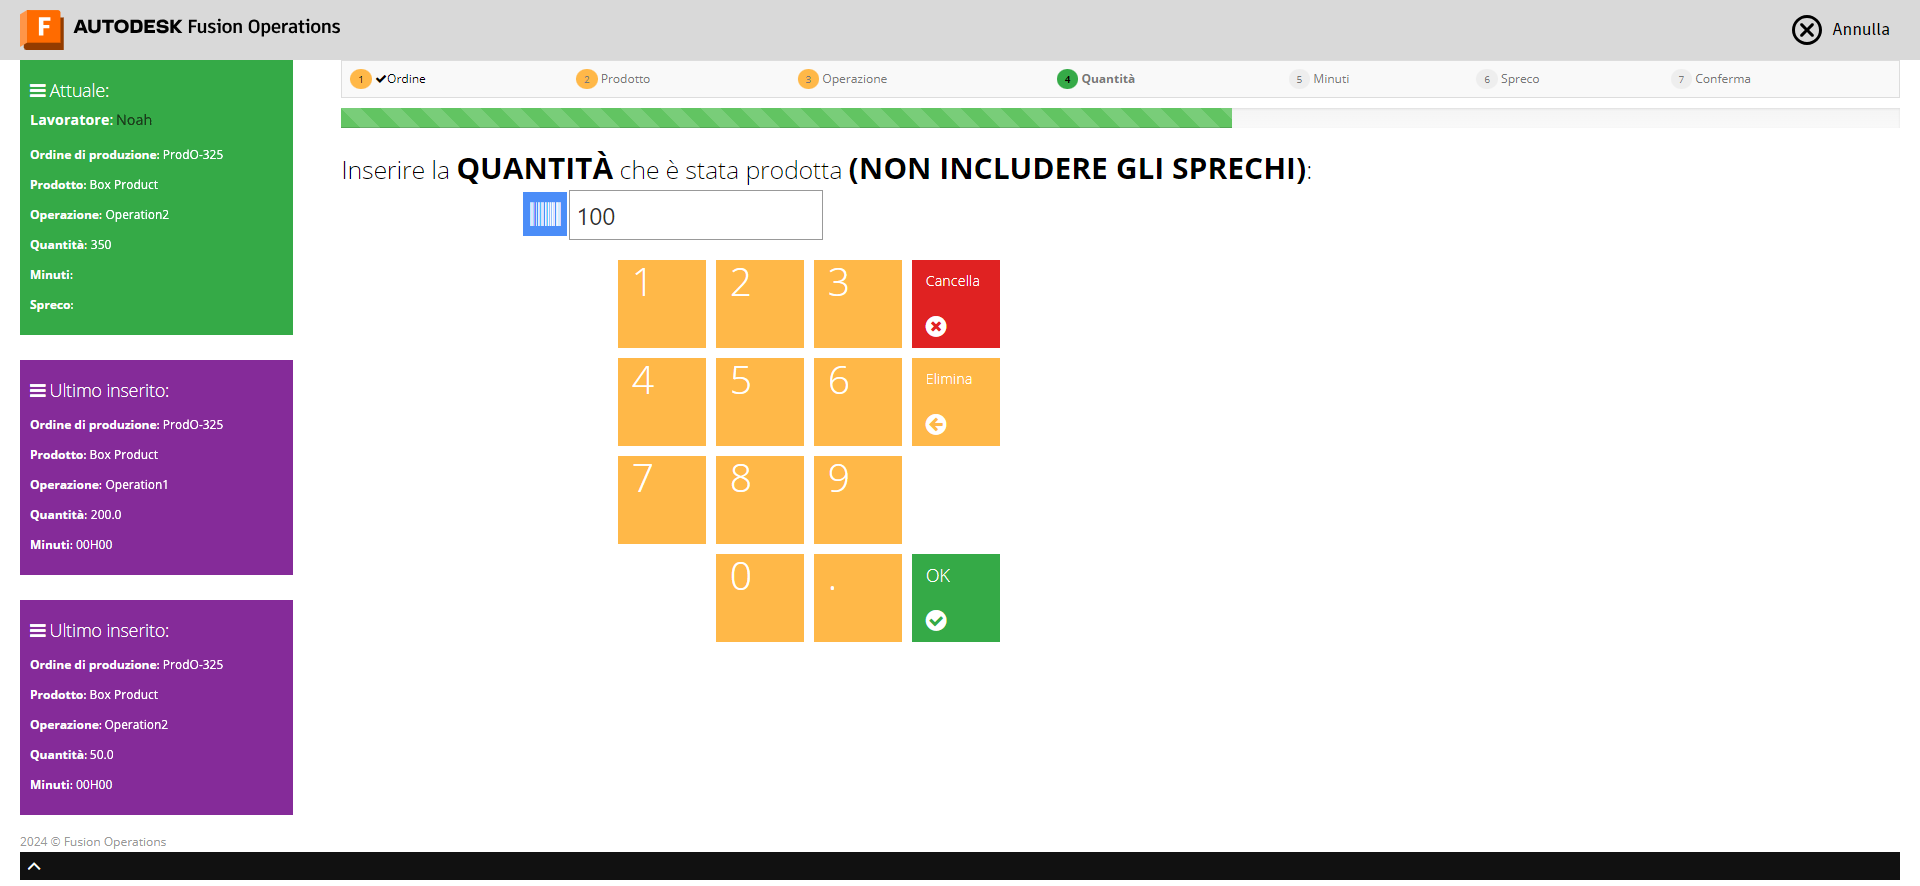 F AUTODESK Fusion Operations
Annulla
Attuale:
Lavoratore: Noah
Ordine di produzione: ProdO-325
Prodotto: Box Product
Operazione: Operation2
Quantità: 350
Minuti:
Spreco:
Ultimo inserito:
Ordine di produzione: ProdO-325
Prodotto: Box Product
Operazione: Operation1
Quantità: 200.0
Minuti: 00H00
Ultimo inserito:
Ordine di produzione: ProdO-325
Prodotto: Box Product
Operazione: Operation2
Quantità: 50.0
Minuti: 00H00
2024 © Fusion Operations
1 ✔Ordine 2 Prodotto 3 Operazione 4 Quantità 5 Minuti 6 Spreco 7 Conferma
Inserire la QUANTITÀ che è stata prodotta (NON INCLUDERE GLI SPRECHI):
100
1 2 3 Cancella
4 5 6 Elimina
7 8 9
0 . OK